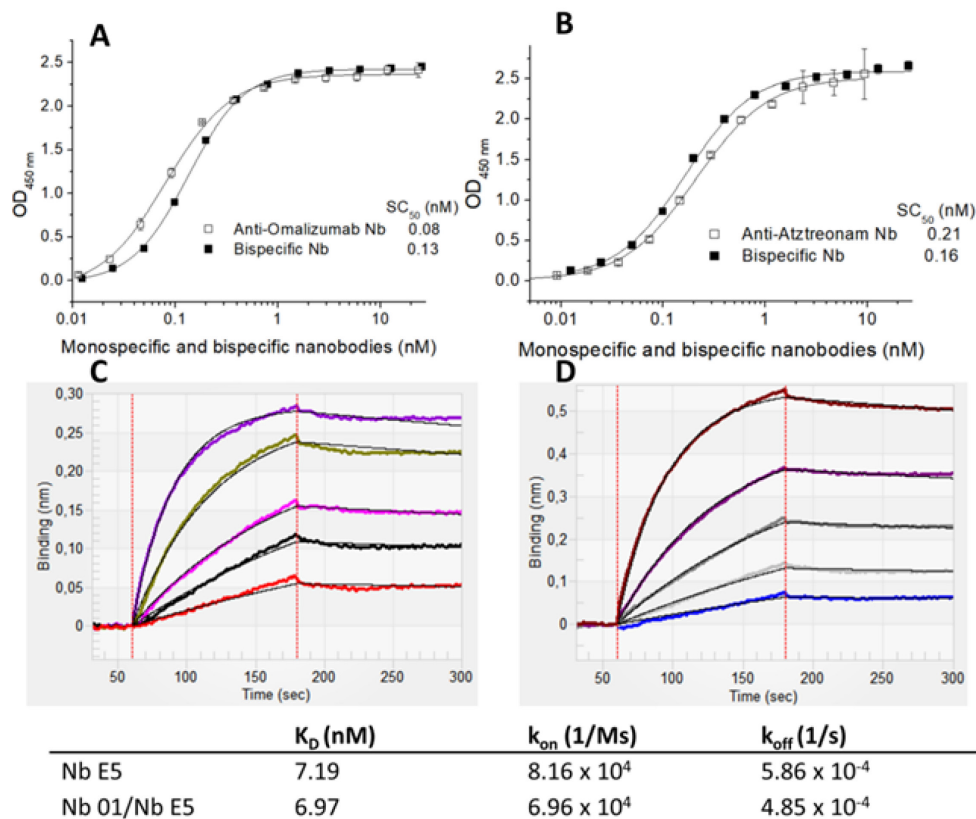 A
OD450 nm
2.5
2.0
1.5
1.0
0.5
0.0
SC50 (nM)
Anti-Omalizumab Nb 0.08
Bispecific Nb 0.13
0.01 0.1 1 10
Monospecific and bispecific nanobodies (nM)
B
OD450 nm
2.5
2.0
1.5
1.0
0.5
0.0
SC50 (nM)
Anti-Atztreonam Nb 0.21
Bispecific Nb 0.16
0.01 0.1 1 10
Monospecific and bispecific nanobodies (nM)
C
Binding (nm)
0,30
0,25
0,20
0,15
0,10
0,05
0
50 100 150 200 250 300
Time (sec)
D
Binding (nm)
0,5
0,4
0,3
0,2
0,1
0
50 100 150 200 250 300
Time (sec)
KD (nM) kon (1/Ms) koff (1/s)
Nb E5 7.19 8.16 x 10⁴ 5.86 x 10⁻⁴
Nb 01/Nb E5 6.97 6.96 x 10⁴ 4.85 x 10⁻⁴